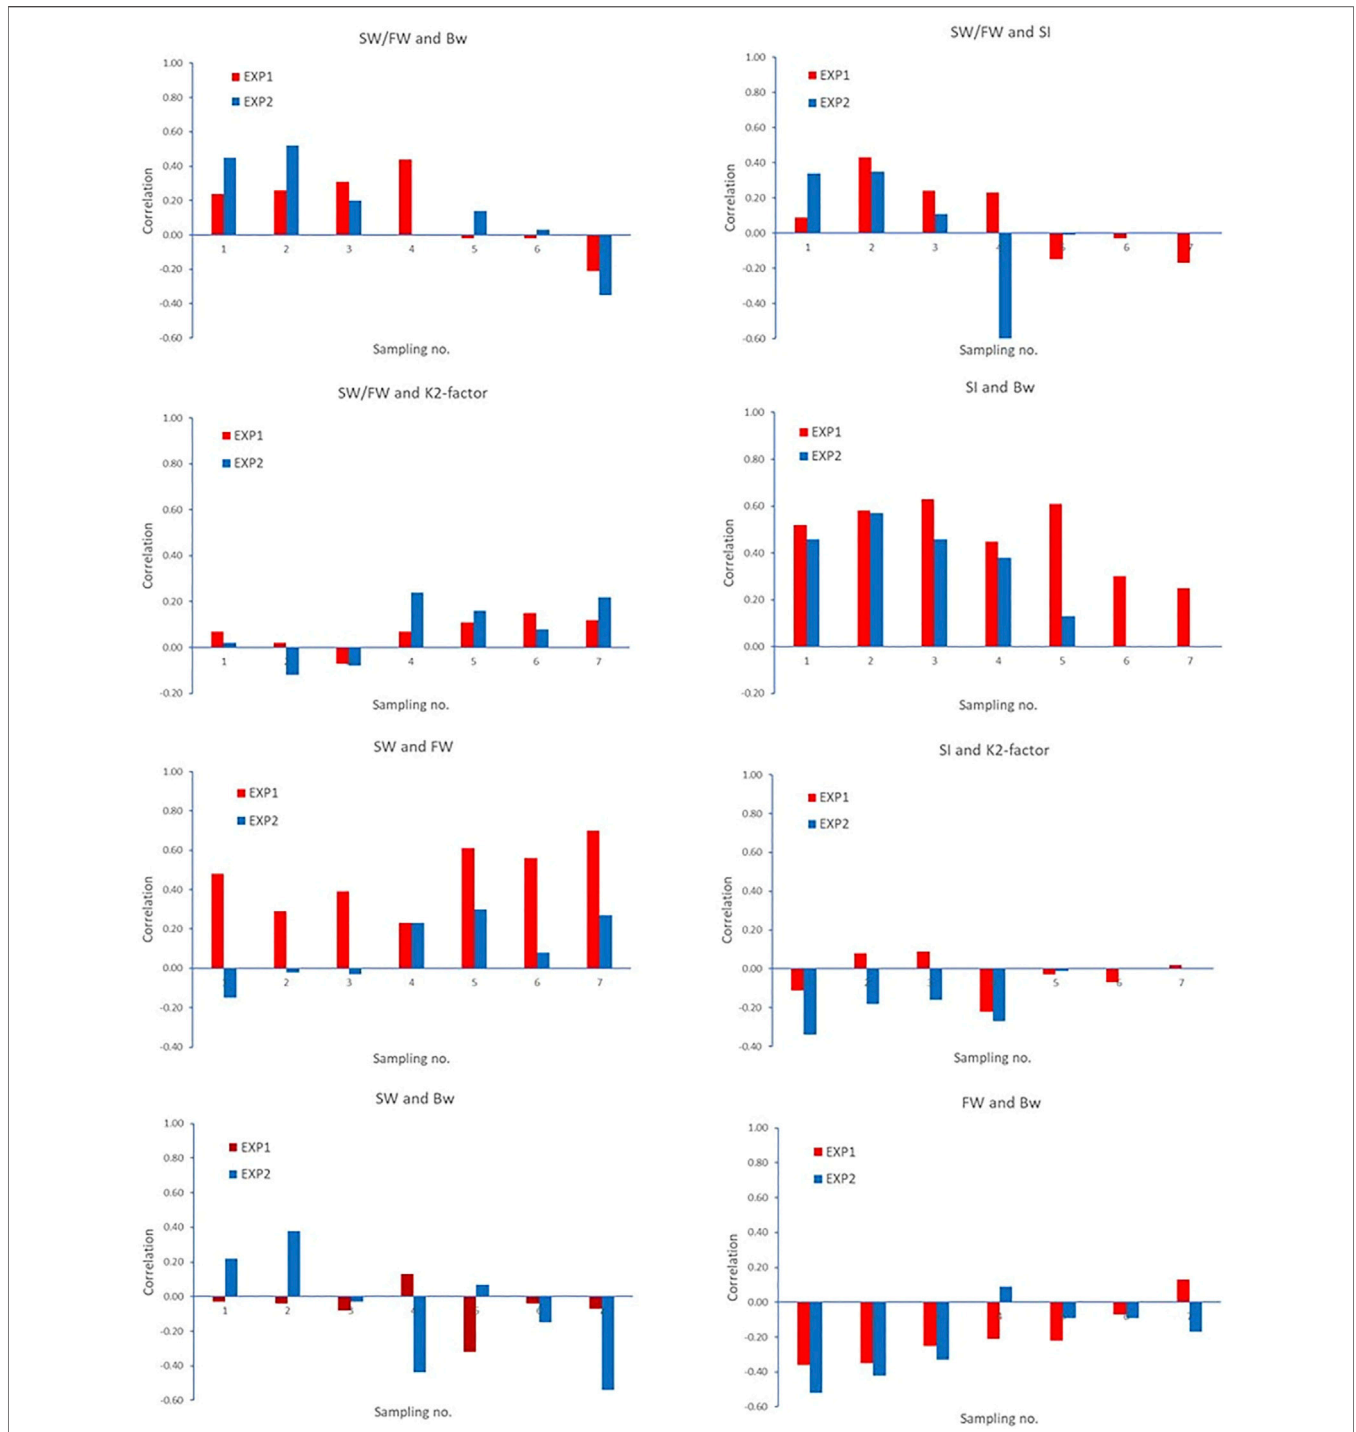 SW/FW and Bw
1.00
0.80
0.60
0.40
0.20
0.00
-0.20
-0.40
-0.60
Correlation
EXP1
EXP2
1 2 3 4 5 6
Sampling no.
SW/FW and SI
1.00
0.80
0.60
0.40
0.20
0.00
-0.20
-0.40
-0.60
Correlation
EXP1
EXP2
1 2 3 4 6 7
Sampling no.
SW/FW and K2-factor
1.00
0.80
0.60
0.40
0.20
0.00
-0.20
Correlation
EXP1
EXP2
1 4 5 6 7
Sampling no.
SI and Bw
1.00
0.80
0.60
0.40
0.20
0.00
-0.20
Correlation
EXP1
EXP2
1 2 3 4 5 6 7
Sampling no.
SW and FW
1.00
0.80
0.60
0.40
0.20
0.00
-0.20
-0.40
Correlation
EXP1
EXP2
2 3 4 5 6 7
Sampling no.
SI and K2-factor
1.00
0.80
0.60
0.40
0.20
0.00
-0.20
-0.40
Correlation
EXP1
EXP2
5 6 7
Sampling no.
SW and Bw
1.00
0.80
0.60
0.40
0.20
0.00
-0.20
-0.40
-0.60
Correlation
EXP1
EXP2
1 2 3 4
Sampling no.
FW and Bw
1.00
0.80
0.60
0.40
0.20
0.00
-0.20
-0.40
-0.60
Correlation
EXP1
EXP2
Sampling no.